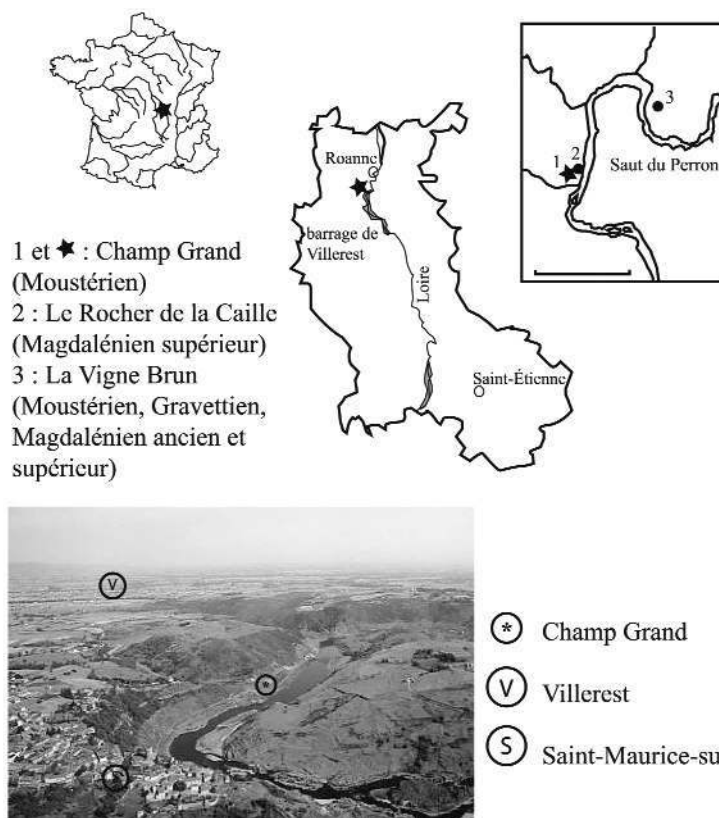 Roanne
barrage de
Villerest
Loire
Saint-Étienne
3
1
2
Saut du Perron
1 et ★ : Champ Grand
(Moustérien)
2 : Le Rocher de la Caille
(Magdalénien supérieur)
3 : La Vigne Brun
(Moustérien, Gravettien,
Magdalénien ancien et
supérieur)
V
*
S
* Champ Grand
V Villerest
S Saint-Maurice-su